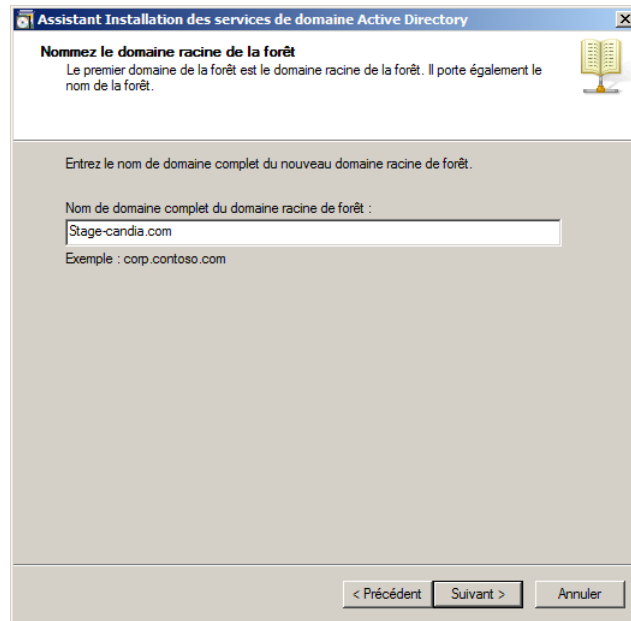 Assistant Installation des services de domaine Active Directory
Nommez le domaine racine de la forêt
Le premier domaine de la forêt est le domaine racine de la forêt. Il porte également le
nom de la forêt.
Entrez le nom de domaine complet du nouveau domaine racine de forêt.
Nom de domaine complet du domaine racine de forêt :
Stage-candia.com
Exemple : corp.contoso.com
< Précédent
Suivant >
Annuler